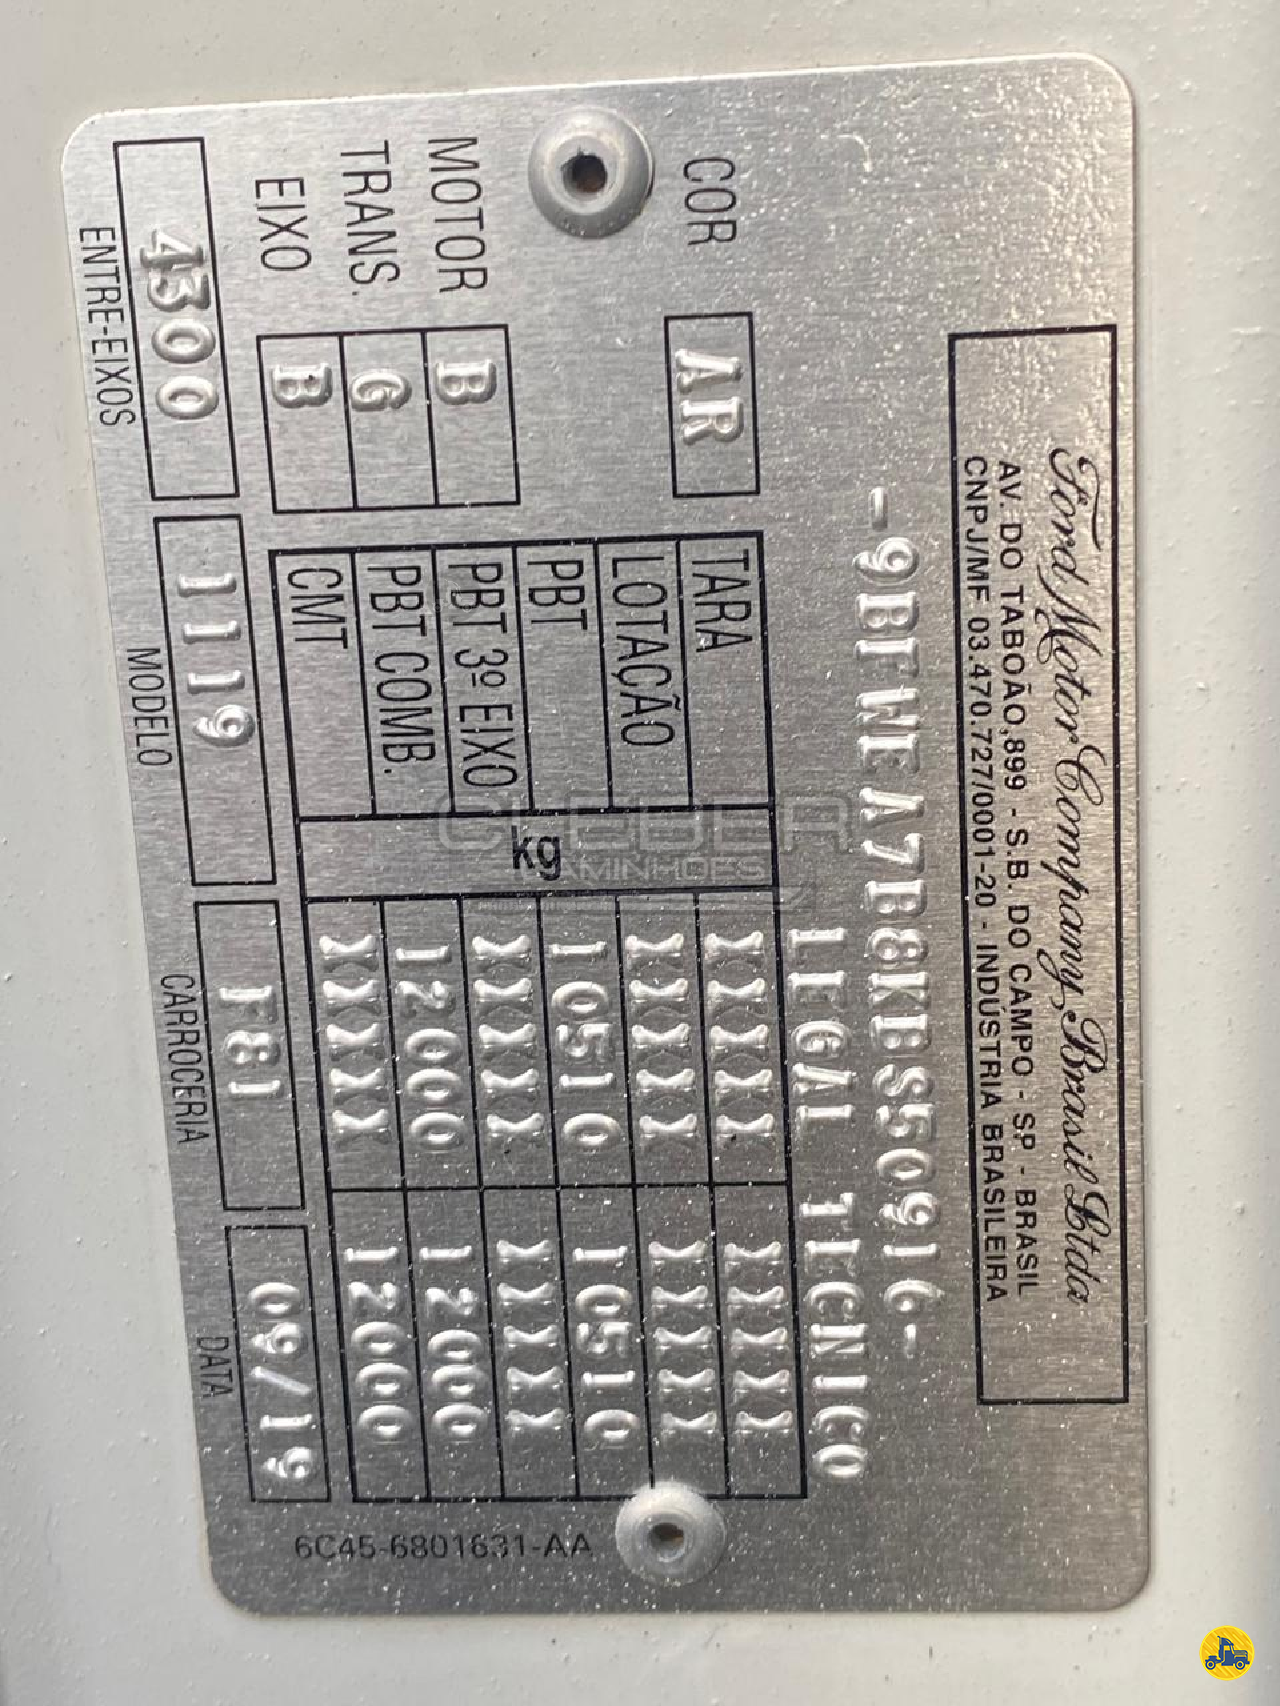 Ford Motor Company Brasil Ltda
AV. DO TABOÃO,899 - S.B. DO CAMPO - SP - BRASIL
CNPJ/MF 03.470.727/0001-20 - INDÚSTRIA BRASILEIRA
-9BFWEA7B8KBS50916-
LEGAL TECNICO
COR AR
TARA XXXXX XXXXX
LOTAÇÃO XXXXX XXXXX
PBT 10510 10510
MOTOR B
PBT 3º EIXO XXXXX XXXXX
TRANS. G
PBT COMB. 12000 12000
EIXO B
CMT XXXXX 12000
kg
4300 1119 F81 09/19
ENTRE-EIXOS MODELO CARROCERIA DATA
6C45-6801631-AA
CLEBER
CAMINHÕES